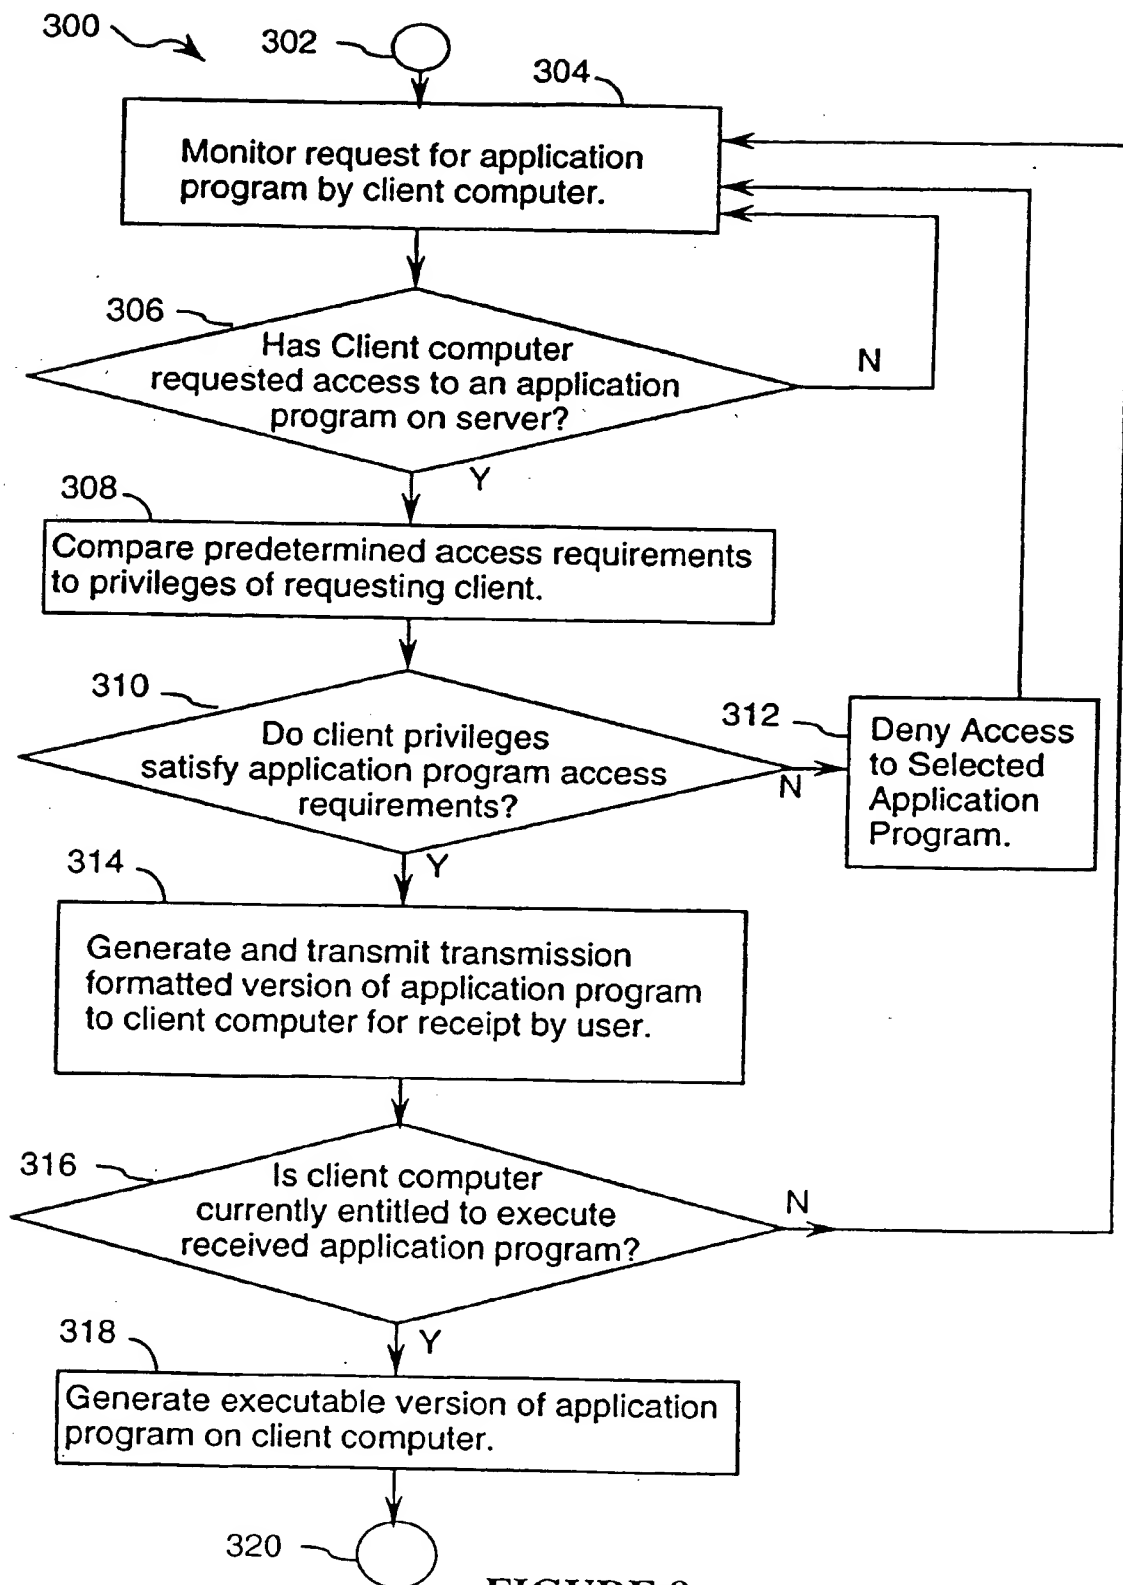 300
302
304
Monitor request for application
program by client computer.
306
Has Client computer
requested access to an application
program on server?
N
Y
308
Compare predetermined access requirements
to privileges of requesting client.
310
Do client privileges
satisfy application program access
requirements?
N
312
Deny Access
to Selected
Application
Program.
Y
314
Generate and transmit transmission
formatted version of application program
to client computer for receipt by user.
316
Is client computer
currently entitled to execute
received application program?
N
Y
318
Generate executable version of application
program on client computer.
320
FIGURE